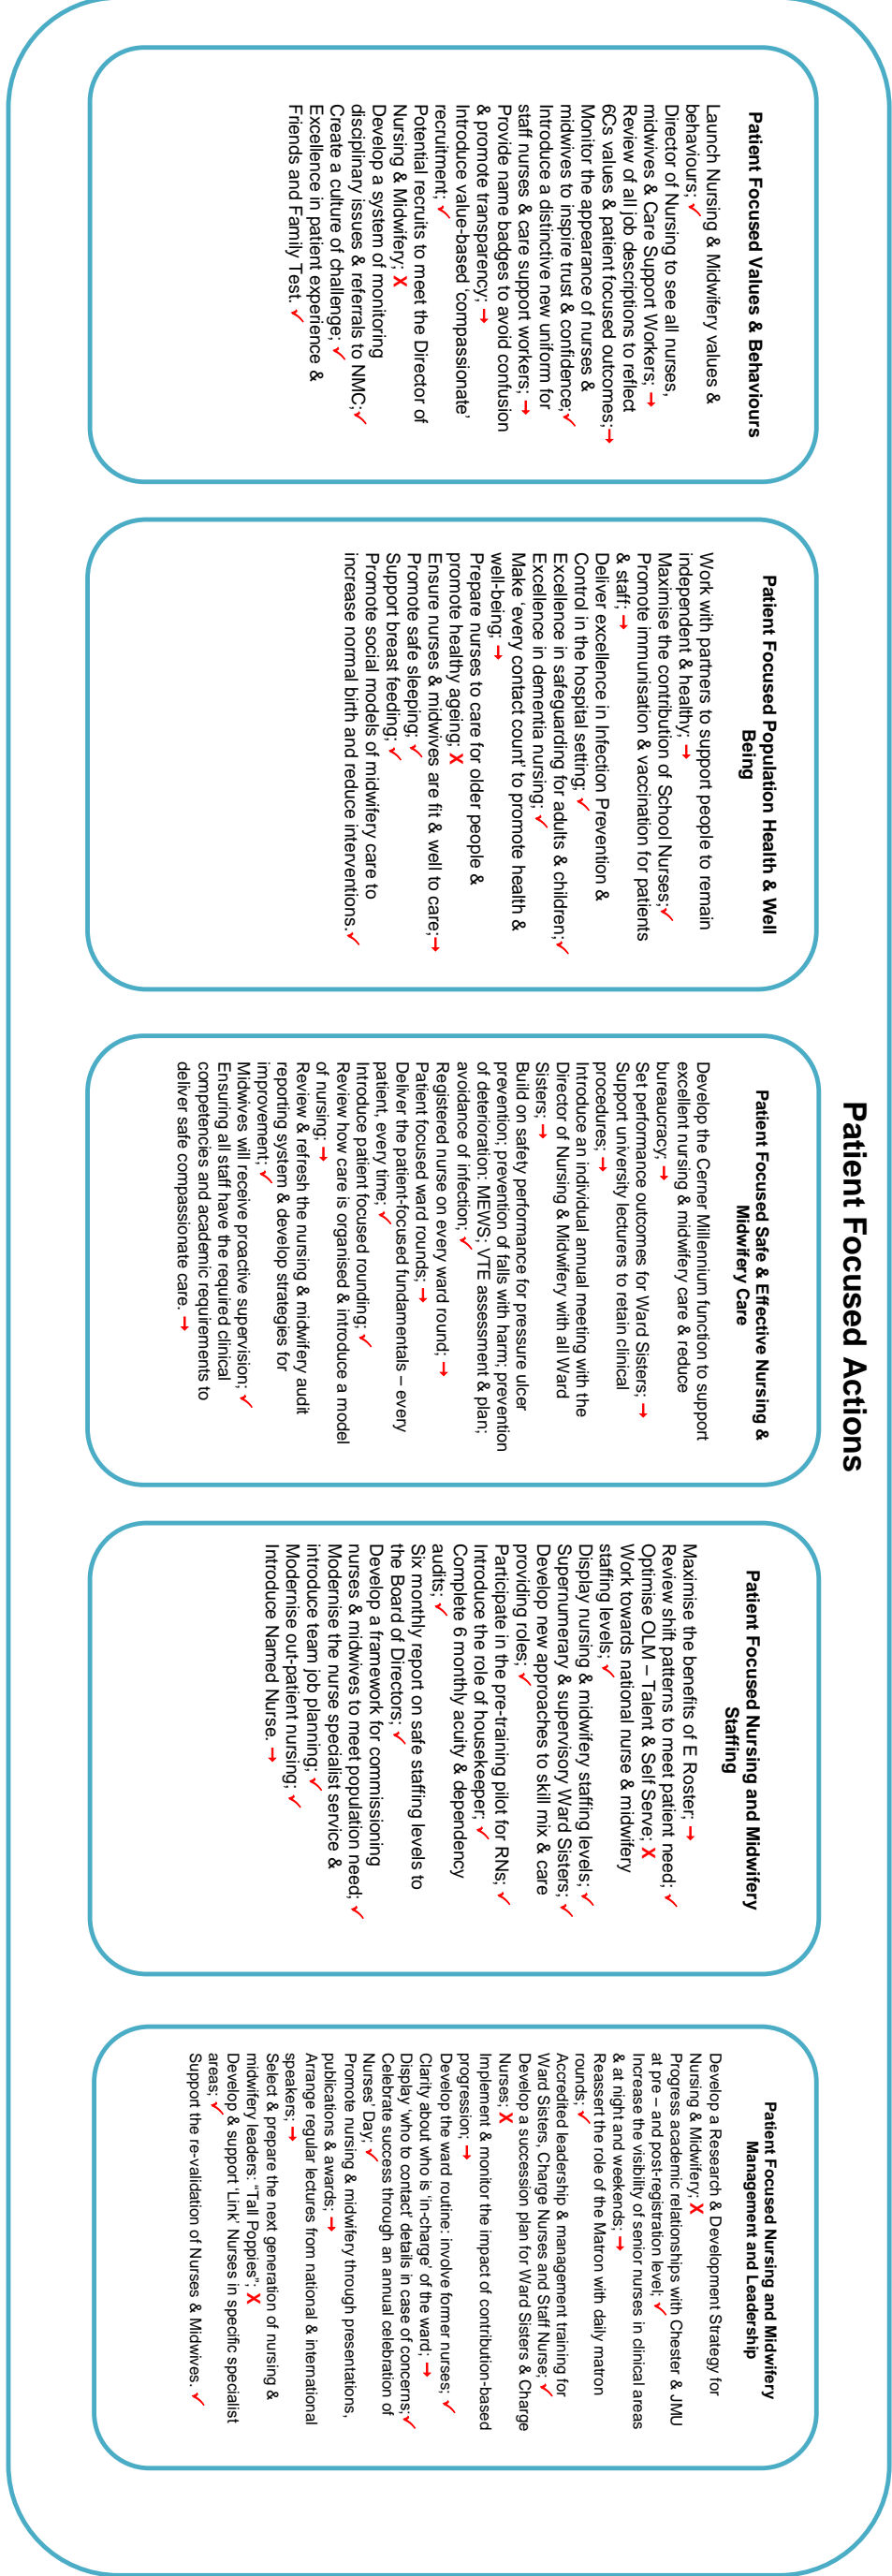 Patient Focused Actions
Patient Focused Values & Behaviours
Launch Nursing & Midwifery values &
behaviours; ✓
Director of Nursing to see all nurses,
midwives & Care Support Workers; →
Review of all job descriptions to reflect
6Cs values & patient focused outcomes;→
Monitor the appearance of nurses &
midwives to inspire trust & confidence;✓
Introduce a distinctive new uniform for
staff nurses & care support workers; →
Provide name badges to avoid confusion
& promote transparency; →
Introduce value-based ‘compassionate’
recruitment; ✓
Potential recruits to meet the Director of
Nursing & Midwifery; X
Develop a system of monitoring
disciplinary issues & referrals to NMC;✓
Create a culture of challenge; ✓
Excellence in patient experience &
Friends and Family Test. ✓
Patient Focused Population Health & Well
Being
Work with partners to support people to remain
independent & healthy; →
Maximise the contribution of School Nurses;✓
Promote immunisation & vaccination for patients
& staff; →
Deliver excellence in Infection Prevention &
Control in the hospital setting; ✓
Excellence in safeguarding for adults & children;✓
Excellence in dementia nursing; ✓
Make ‘every contact count’ to promote health &
well-being; →
Prepare nurses to care for older people &
promote healthy ageing; X
Ensure nurses & midwives are fit & well to care;→
Promote safe sleeping; ✓
Support breast feeding; ✓
Promote social models of midwifery care to
increase normal birth and reduce interventions.✓
Patient Focused Safe & Effective Nursing &
Midwifery Care
Develop the Cerner Millennium function to support
excellent nursing & midwifery care & reduce
bureaucracy; →
Set performance outcomes for Ward Sisters; →
Support university lecturers to retain clinical
procedures; →
Introduce an individual annual meeting with the
Director of Nursing & Midwifery with all Ward
Sisters; →
Build on safety performance for pressure ulcer
prevention; prevention of falls with harm; prevention
of deterioration: MEWS; VTE assessment & plan;
avoidance of infection; ✓
Registered nurse on every ward round; →
Patient focused ward rounds; →
Deliver the patient-focused fundamentals – every
patient, every time; ✓
Introduce patient focused rounding; ✓
Review how care is organised & introduce a model
of nursing; →
Review & refresh the nursing & midwifery audit
reporting system & develop strategies for
improvement; ✓
Midwives will receive proactive supervision; ✓
Ensuring all staff have the required clinical
competencies and academic requirements to
deliver safe compassionate care. →
Patient Focused Nursing and Midwifery
Staffing
Maximise the benefits of E Roster; →
Review shift patterns to meet patient need; ✓
Optimise OLM – Talent & Self Serve; X
Work towards national nurse & midwifery
staffing levels; ✓
Display nursing & midwifery staffing levels; ✓
Supernumerary & supervisory Ward Sisters; ✓
Develop new approaches to skill mix & care
providing roles; ✓
Participate in the pre-training pilot for RNs; ✓
Introduce the role of housekeeper; ✓
Complete 6 monthly acuity & dependency
audits; ✓
Six monthly report on safe staffing levels to
the Board of Directors; ✓
Develop a framework for commissioning
nurses & midwives to meet population need; ✓
Modernise the nurse specialist service &
introduce team job planning; ✓
Modernise out-patient nursing; ✓
Introduce Named Nurse. →
Patient Focused Nursing and Midwifery
Management and Leadership
Develop a Research & Development Strategy for
Nursing & Midwifery; X
Progress academic relationships with Chester & JMU
at pre – and post-registration level; ✓
Increase the visibility of senior nurses in clinical areas
& at night and weekends; →
Reassert the role of the Matron with daily matron
rounds; ✓
Accredited leadership & management training for
Ward Sisters, Charge Nurses and Staff Nurse; ✓
Develop a succession plan for Ward Sisters & Charge
Nurses; X
Implement & monitor the impact of contribution-based
progression; →
Develop the ward routine: involve former nurses; ✓
Clarity about who is ‘in-charge’ of the ward; →
Display ‘who to contact’ details in case of concerns;✓
Celebrate success through an annual celebration of
Nurses’ Day; ✓
Promote nursing & midwifery through presentations,
publications & awards; →
Arrange regular lectures from national & international
speakers; →
Select & prepare the next generation of nursing &
midwifery leaders: “Tall Poppies”; X
Develop & support ‘Link’ Nurses in specific specialist
areas; ✓
Support the re-validation of Nurses & Midwives. ✓